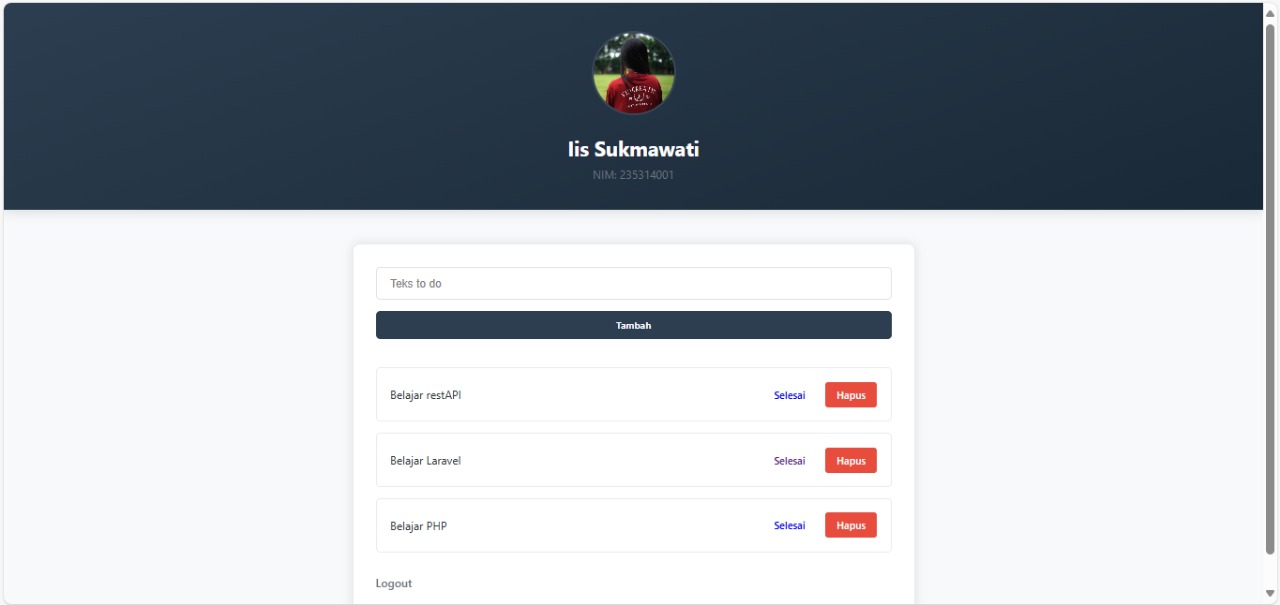 Iis Sukmawati
NIM: 235314001
Teks to do
Tambah
Belajar restAPI Selesai Hapus
Belajar Laravel Selesai Hapus
Belajar PHP Selesai Hapus
Logout